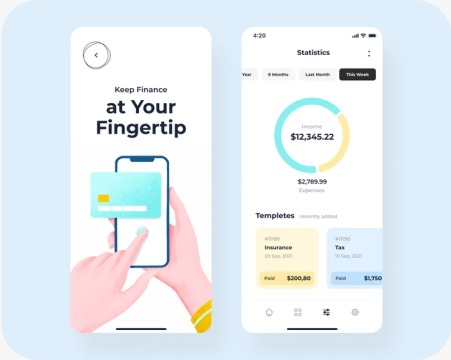 Keep Finance
at Your
Fingertip
4:20
Statistics
Year
6 Months
Last Month
This Week
Income
$12,345.22
$2,789.99
Expenses
Templetes recently added
Insurance
20 Sep, 2021
Paid $200,80
Tax
10 Sep, 2021
Paid $1,750